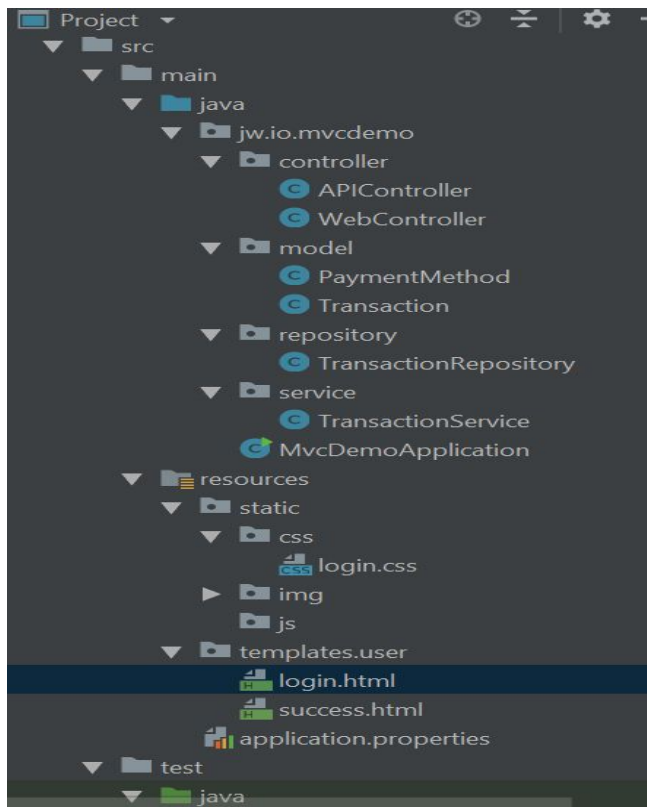 Project
src
main
java
jw.io.mvcdemo
controller
APIController
WebController
model
PaymentMethod
Transaction
repository
TransactionRepository
service
TransactionService
MvcDemoApplication
resources
static
css
login.css
img
js
templates.user
login.html
success.html
application.properties
test
java